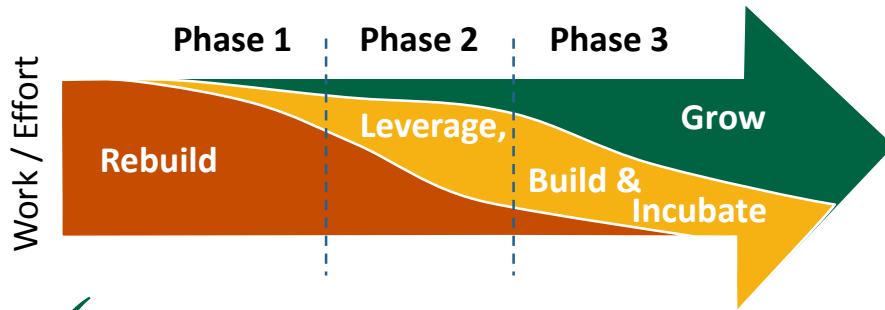 Phase 1 Phase 2 Phase 3
Work / Effort
Rebuild
Leverage,
Build &
Incubate
Grow